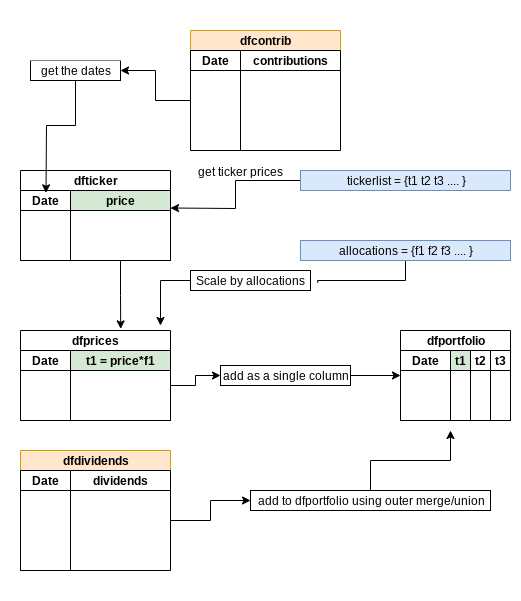 dfcontrib
Date contributions
get the dates
get ticker prices
tickerlist = {t1 t2 t3 .... }
dfticker
Date price
allocations = {f1 f2 f3 .... }
Scale by allocations
dfprices
Date t1 = price*f1
dfportfolio
Date t1 t2 t3
add as a single column
dfdividends
Date dividends
add to dfportfolio using outer merge/union